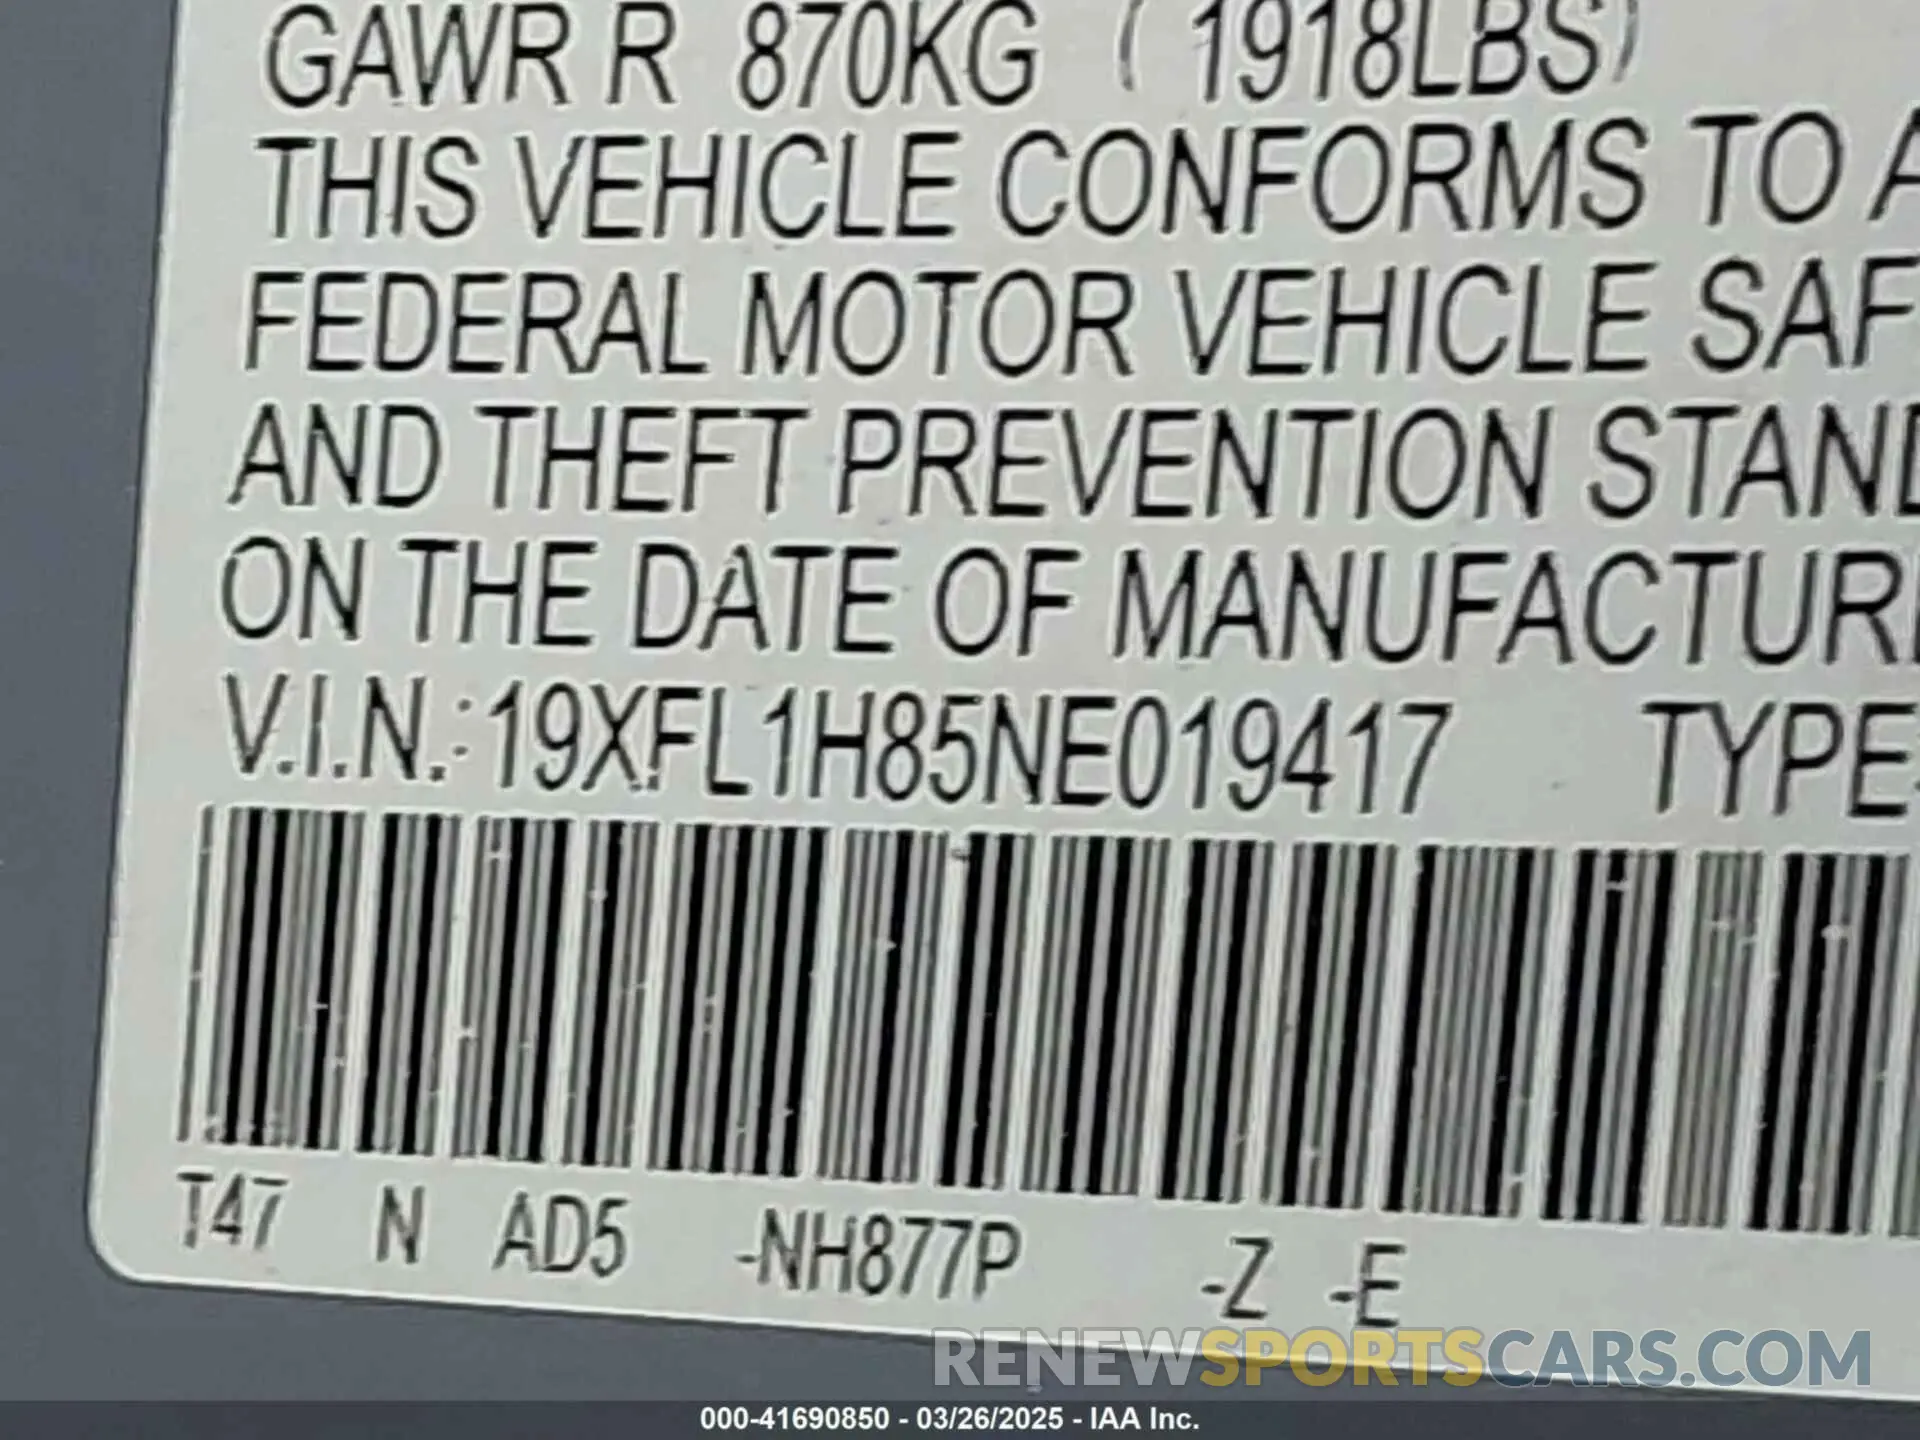 GAWR R 870KG ( 1918LBS)
THIS VEHICLE CONFORMS TO A
FEDERAL MOTOR VEHICLE SAF
AND THEFT PREVENTION STAND
ON THE DATE OF MANUFACTUR
V.I.N.: 19XFL1H85NE019417 TYPE:
T47 N AD5 -NH877P -Z -E
RENEWSPORTSCARS.COM
000-41690850 - 03/26/2025 - IAA Inc.